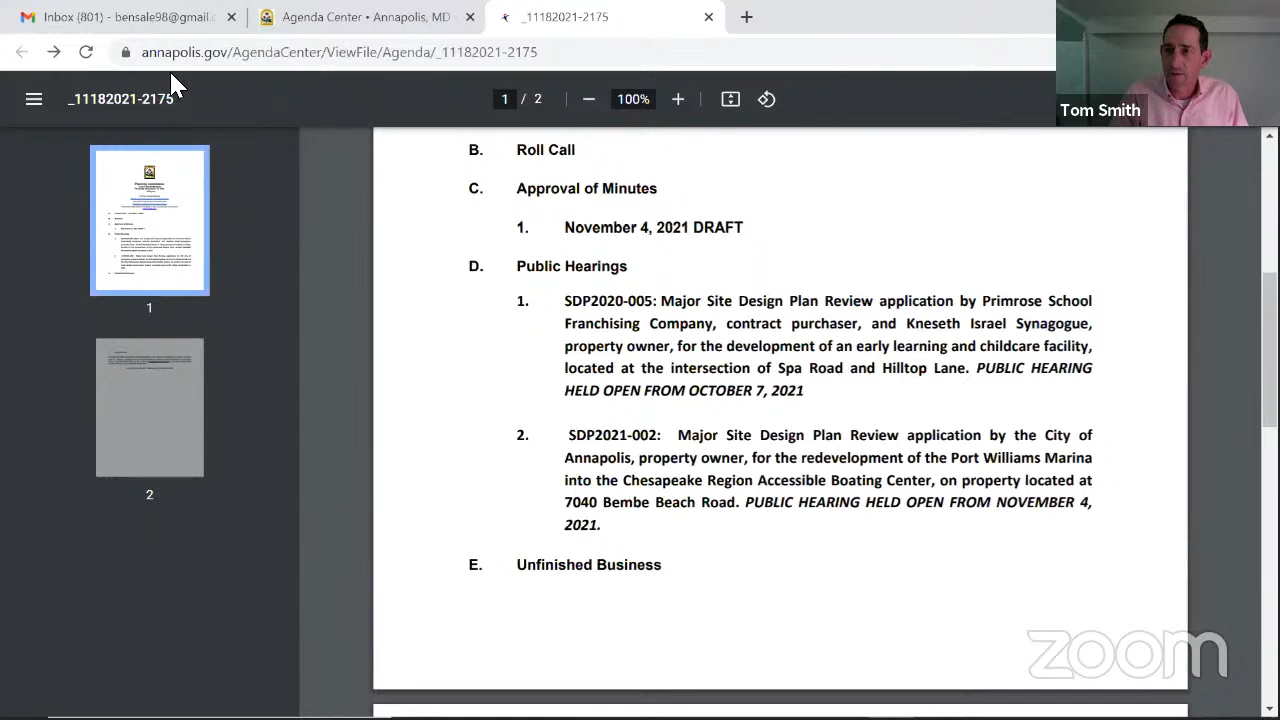 Inbox (801) - bensale98@gmail.c
Agenda Center • Annapolis, MD
_11182021-2175
annapolis.gov/AgendaCenter/ViewFile/Agenda/_11182021-2175
_11182021-2175
1 / 2
100%
Tom Smith
1
2
B. Roll Call
C. Approval of Minutes
1. November 4, 2021 DRAFT
D. Public Hearings
1. SDP2020-005: Major Site Design Plan Review application by Primrose School
Franchising Company, contract purchaser, and Kneseth Israel Synagogue,
property owner, for the development of an early learning and childcare facility,
located at the intersection of Spa Road and Hilltop Lane. PUBLIC HEARING
HELD OPEN FROM OCTOBER 7, 2021
2. SDP2021-002: Major Site Design Plan Review application by the City of
Annapolis, property owner, for the redevelopment of the Port Williams Marina
into the Chesapeake Region Accessible Boating Center, on property located at
7040 Bembe Beach Road. PUBLIC HEARING HELD OPEN FROM NOVEMBER 4,
2021.
E. Unfinished Business
zoom